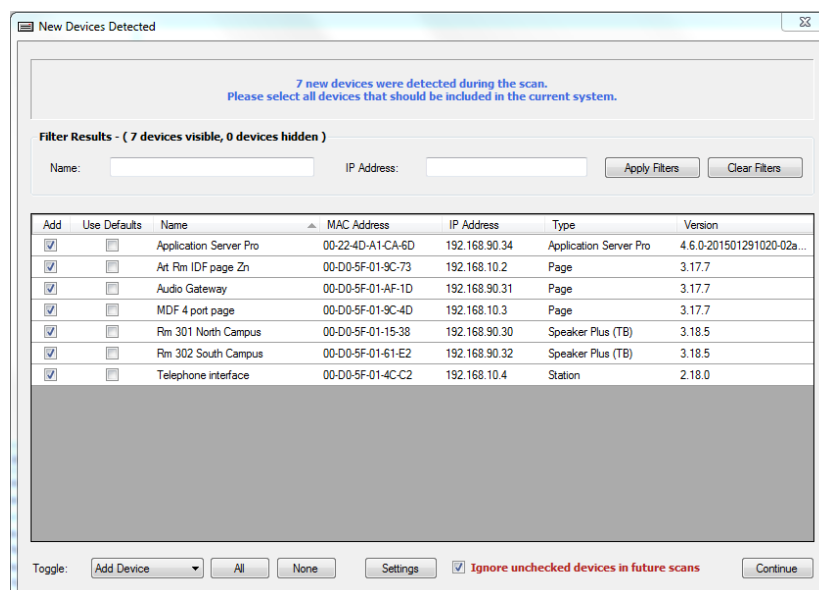 New Devices Detected
7 new devices were detected during the scan.
Please select all devices that should be included in the current system.
Filter Results - ( 7 devices visible, 0 devices hidden )
Name: IP Address: Apply Filters Clear Filters
Add Use Defaults Name MAC Address IP Address Type Version
Application Server Pro 00-22-4D-A1-CA-6D 192.168.90.34 Application Server Pro 4.6.0-201501291020-02a...
Art Rm IDF page Zn 00-D0-5F-01-9C-73 192.168.10.2 Page 3.17.7
Audio Gateway 00-D0-5F-01-AF-1D 192.168.90.31 Page 3.17.7
MDF 4 port page 00-D0-5F-01-9C-4D 192.168.10.3 Page 3.17.7
Rm 301 North Campus 00-D0-5F-01-15-38 192.168.90.30 Speaker Plus (TB) 3.18.5
Rm 302 South Campus 00-D0-5F-01-61-E2 192.168.90.32 Speaker Plus (TB) 3.18.5
Telephone interface 00-D0-5F-01-4C-C2 192.168.10.4 Station 2.18.0
Toggle: Add Device All None Settings Ignore unchecked devices in future scans Continue